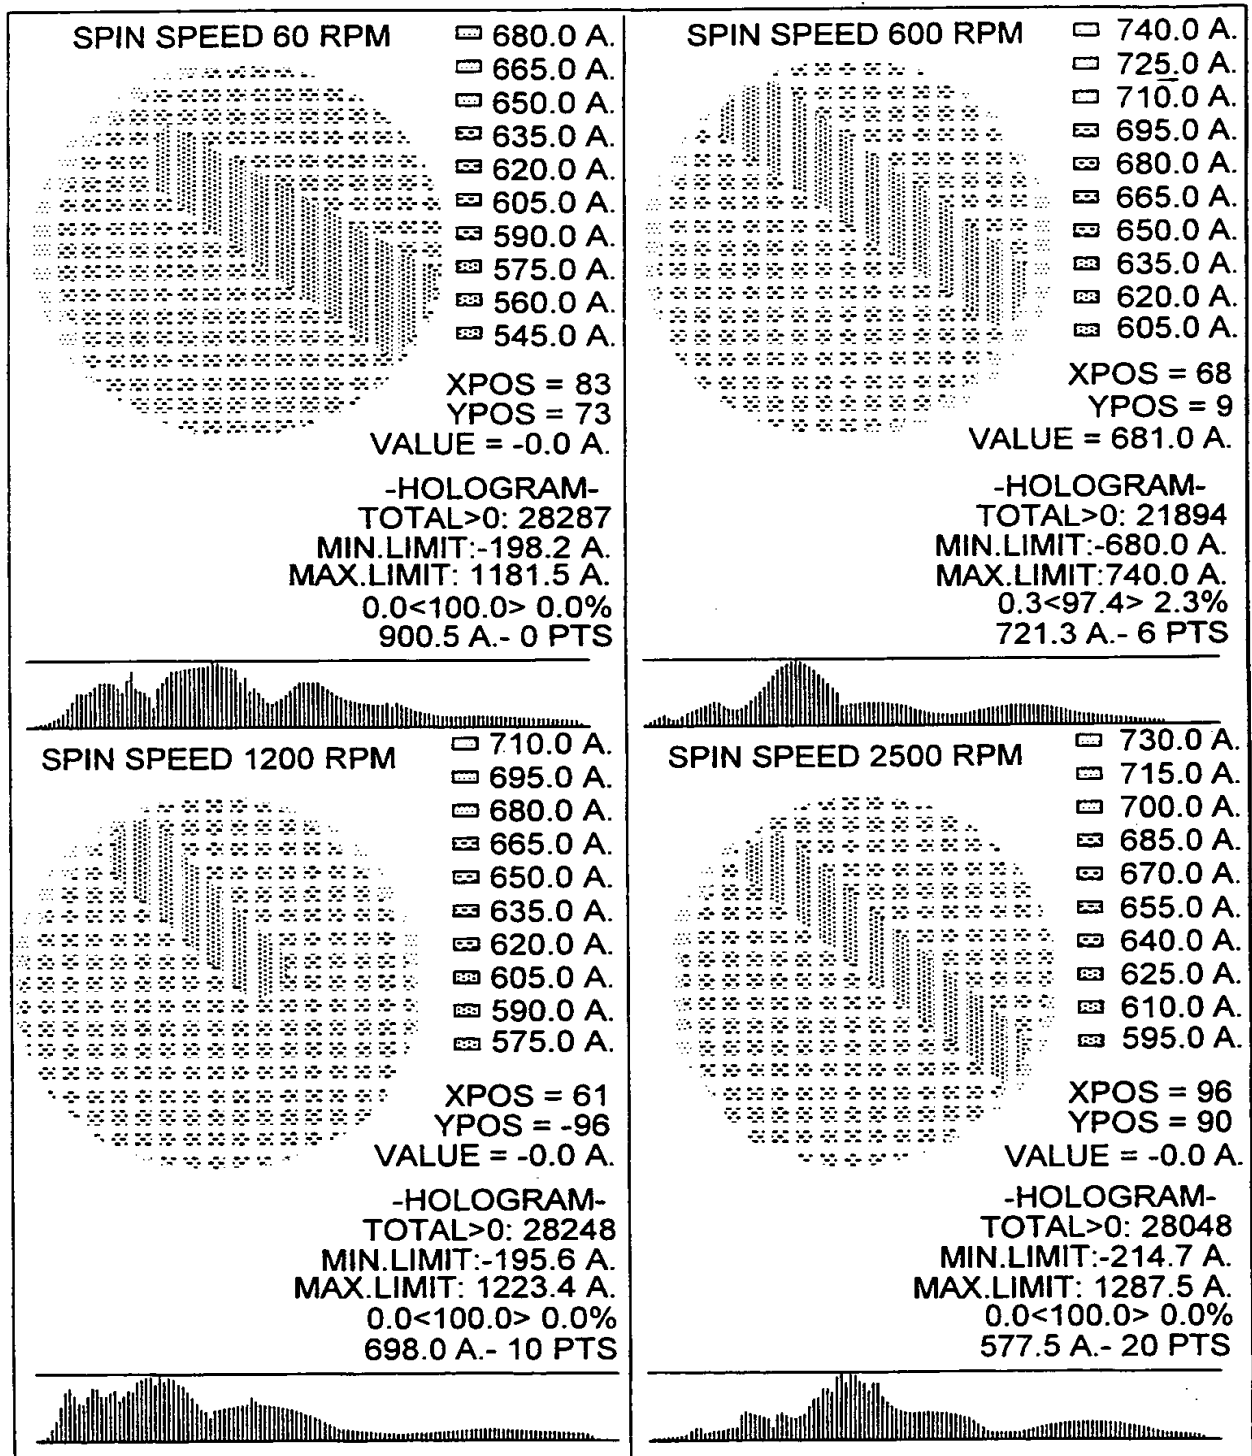 SPIN SPEED 60 RPM
680.0 A.
665.0 A.
650.0 A.
635.0 A.
620.0 A.
605.0 A.
590.0 A.
575.0 A.
560.0 A.
545.0 A.
XPOS = 83
YPOS = 73
VALUE = -0.0 A.
-HOLOGRAM-
TOTAL>0: 28287
MIN.LIMIT:-198.2 A.
MAX.LIMIT: 1181.5 A.
0.0<100.0> 0.0%
900.5 A.- 0 PTS
SPIN SPEED 600 RPM
740.0 A.
725.0 A.
710.0 A.
695.0 A.
680.0 A.
665.0 A.
650.0 A.
635.0 A.
620.0 A.
605.0 A.
XPOS = 68
YPOS = 9
VALUE = 681.0 A.
-HOLOGRAM-
TOTAL>0: 21894
MIN.LIMIT:-680.0 A.
MAX.LIMIT:740.0 A.
0.3<97.4> 2.3%
721.3 A.- 6 PTS
SPIN SPEED 1200 RPM
710.0 A.
695.0 A.
680.0 A.
665.0 A.
650.0 A.
635.0 A.
620.0 A.
605.0 A.
590.0 A.
575.0 A.
XPOS = 61
YPOS = -96
VALUE = -0.0 A.
-HOLOGRAM-
TOTAL>0: 28248
MIN.LIMIT:-195.6 A.
MAX.LIMIT: 1223.4 A.
0.0<100.0> 0.0%
698.0 A.- 10 PTS
SPIN SPEED 2500 RPM
730.0 A.
715.0 A.
700.0 A.
685.0 A.
670.0 A.
655.0 A.
640.0 A.
625.0 A.
610.0 A.
595.0 A.
XPOS = 96
YPOS = 90
VALUE = -0.0 A.
-HOLOGRAM-
TOTAL>0: 28048
MIN.LIMIT:-214.7 A.
MAX.LIMIT: 1287.5 A.
0.0<100.0> 0.0%
577.5 A.- 20 PTS